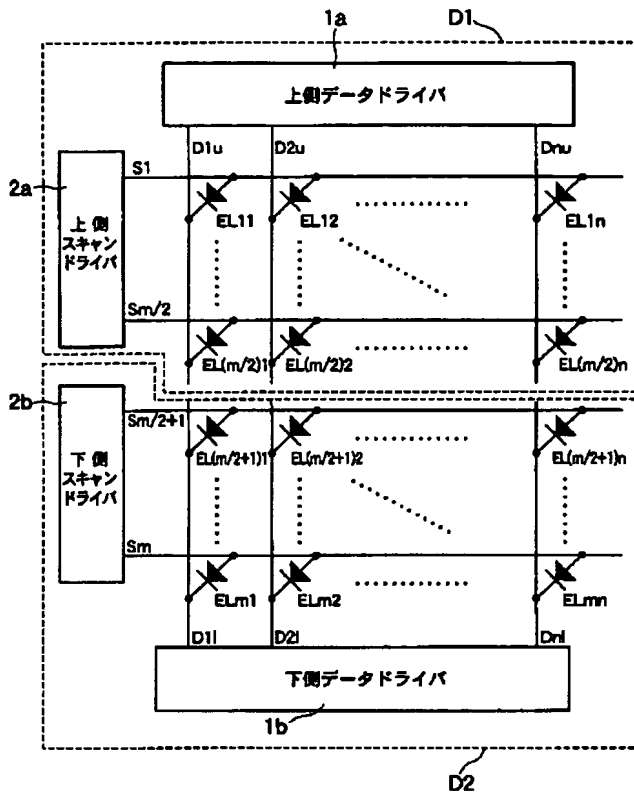 1a
D1
上側データドライバ
D1u D2u Dnu
2a
S1
上側
スキャン
ドライバ
EL11 EL12 EL1n
Sm/2
EL(m/2)1 EL(m/2)2 EL(m/2)n
2b
Sm/2+1
下側
スキャン
ドライバ
EL(m/2+1)1 EL(m/2+1)2 EL(m/2+1)n
Sm
ELm1 ELm2 ELmn
D1l D2l Dnl
下側データドライバ
1b
D2